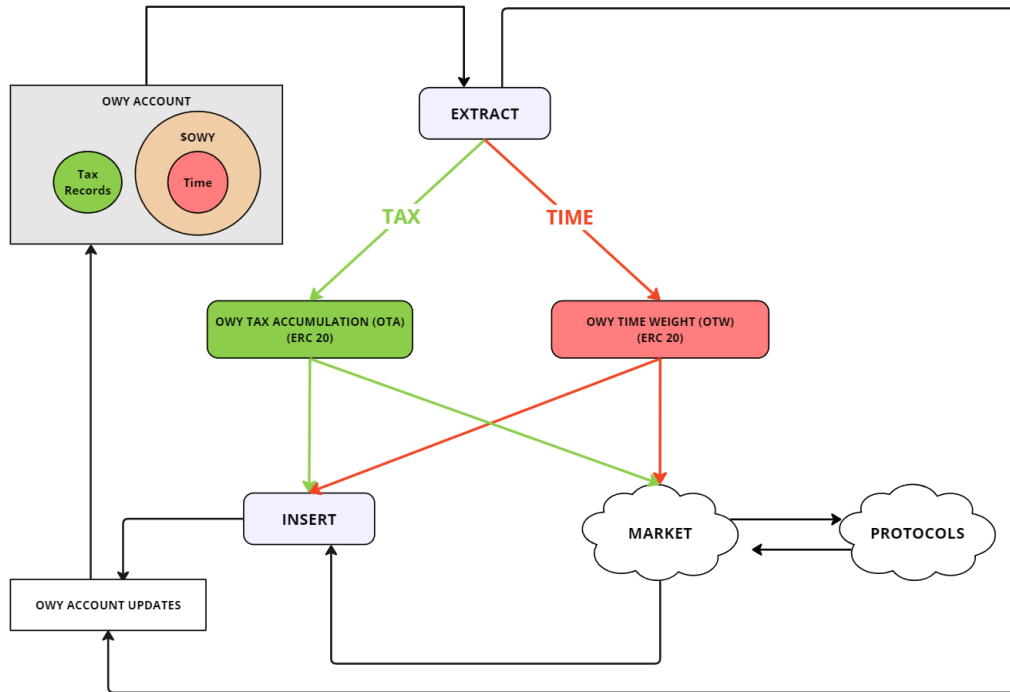 OWY ACCOUNT
$OWY
Tax
Records
Time
EXTRACT
TAX
TIME
OWY TAX ACCUMULATION (OTA)
(ERC 20)
OWY TIME WEIGHT (OTW)
(ERC 20)
INSERT
MARKET
PROTOCOLS
OWY ACCOUNT UPDATES